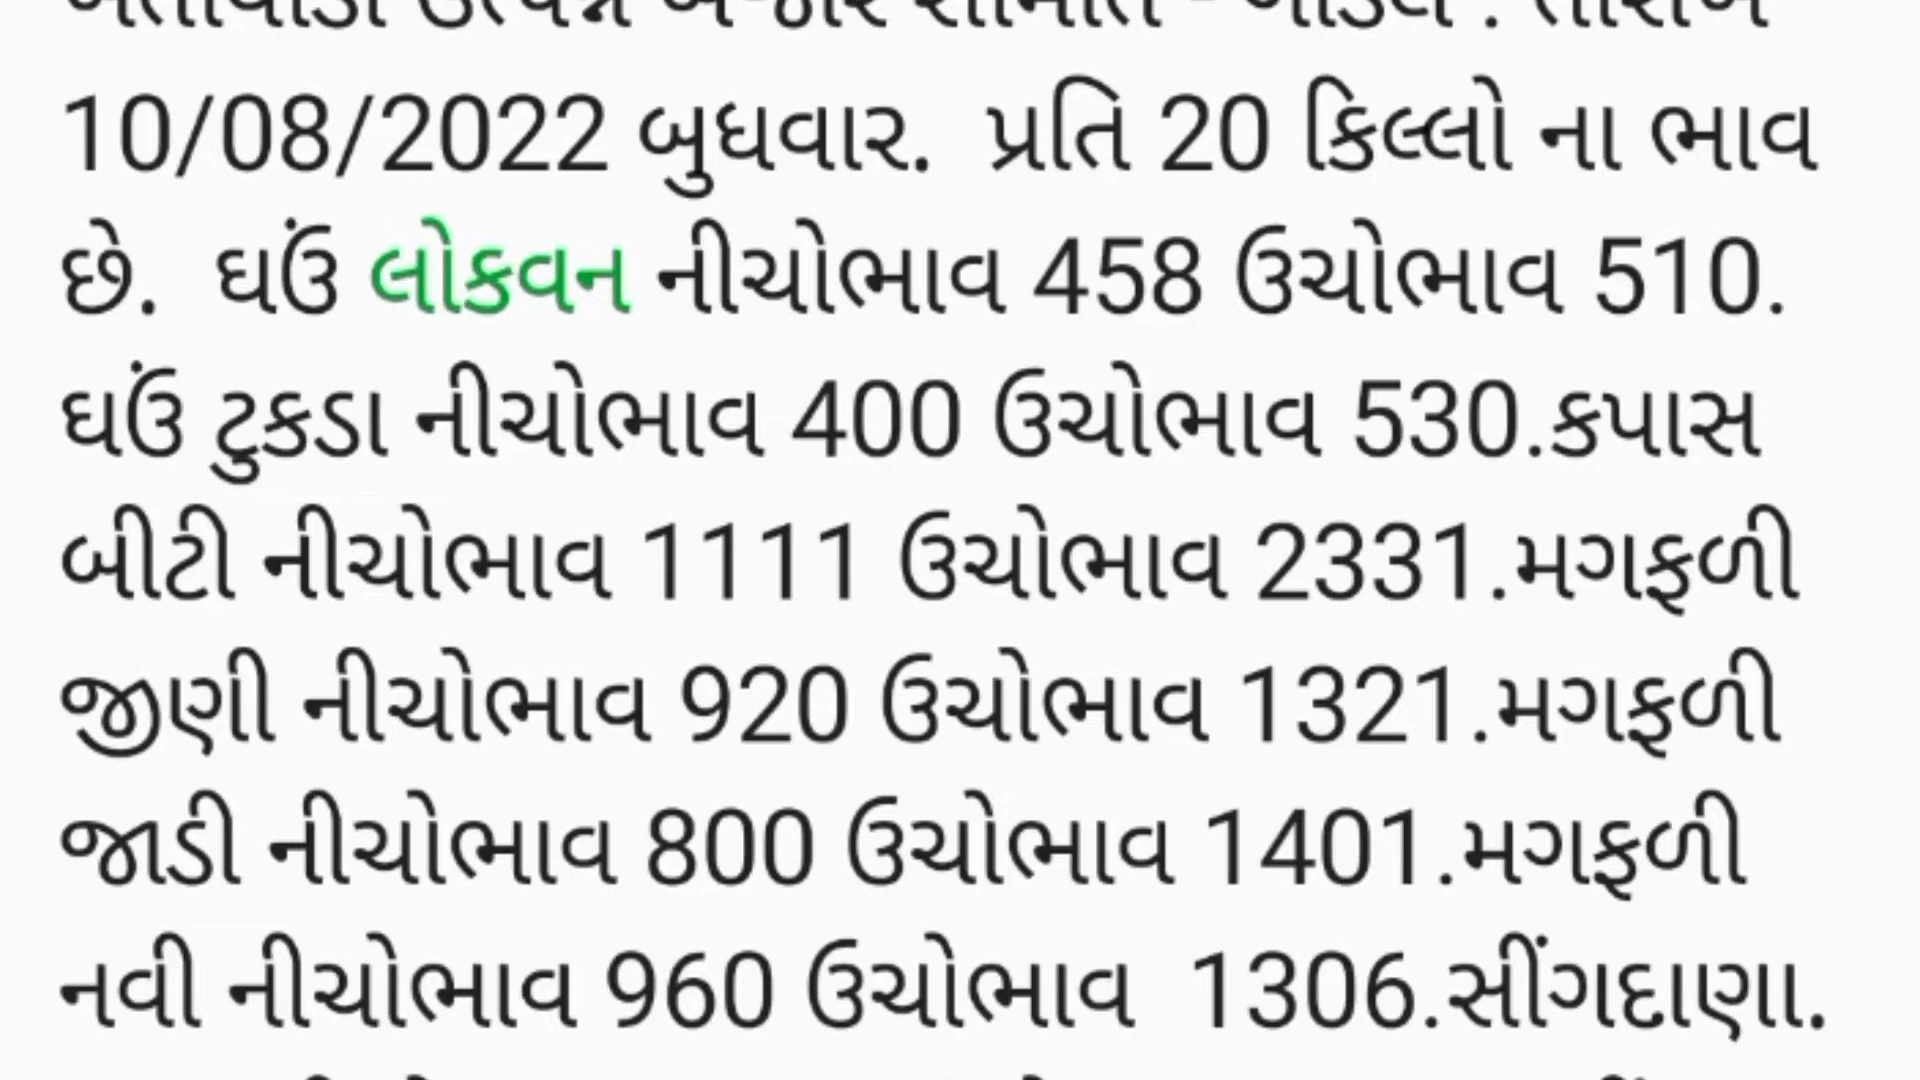 10/08/2022 બુધવાર. પ્રતિ 20 કિલ્લો ના ભાવ
છે. ઘઉં લોકવન નીચોભાવ 458 ઉચોભાવ 510.
ઘઉં ટુકડા નીચોભાવ 400 ઉચોભાવ 530.કપાસ
બીટી નીચોભાવ 1111 ઉચોભાવ 2331.મગફળી
જીણી નીચોભાવ 920 ઉચોભાવ 1321.મગફળી
જાડી નીચોભાવ 800 ઉચોભાવ 1401.મગફળી
નવી નીચોભાવ 960 ઉચોભાવ 1306.સીંગદાણા.